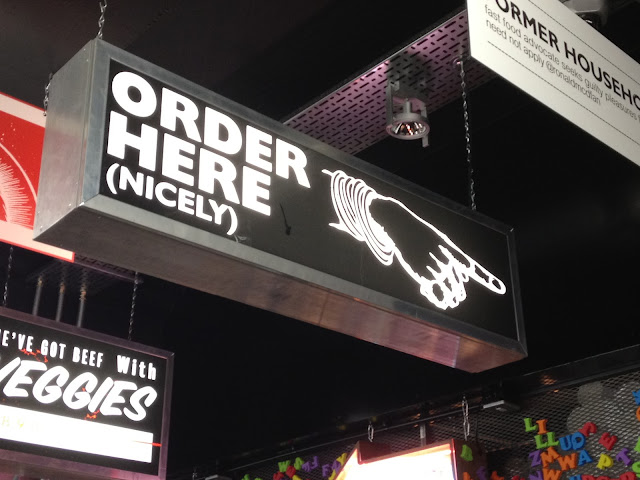 ORDER
HERE
(NICELY)
ORMER HOUSEHO
fast food advocate seeks guilty pleasures
need not apply @ronaldmcdfan
E'VE GOT BEEF With
VEGGIES